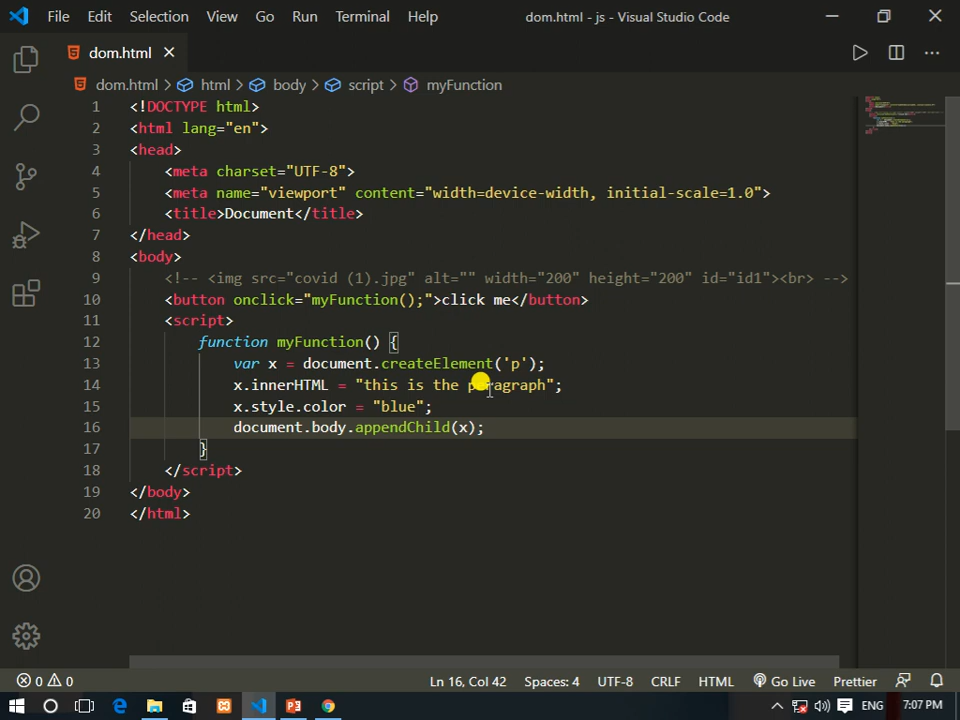 File Edit Selection View Go Run Terminal Help dom.html - js - Visual Studio Code
dom.html
dom.html > html > body > script > myFunction
1 <!DOCTYPE html>
2 <html lang="en">
3 <head>
4 <meta charset="UTF-8">
5 <meta name="viewport" content="width=device-width, initial-scale=1.0">
6 <title>Document</title>
7 </head>
8 <body>
9 <!-- <img src="covid (1).jpg" alt="" width="200" height="200" id="id1"><br> -->
10 <button onclick="myFunction();">click me</button>
11 <script>
12 function myFunction() {
13 var x = document.createElement('p');
14 x.innerHTML = "this is the paragraph";
15 x.style.color = "blue";
16 document.body.appendChild(x);
17 }
18 </script>
19 </body>
20 </html>
0 0 Ln 16, Col 42 Spaces: 4 UTF-8 CRLF HTML Go Live Prettier
ENG 7:07 PM